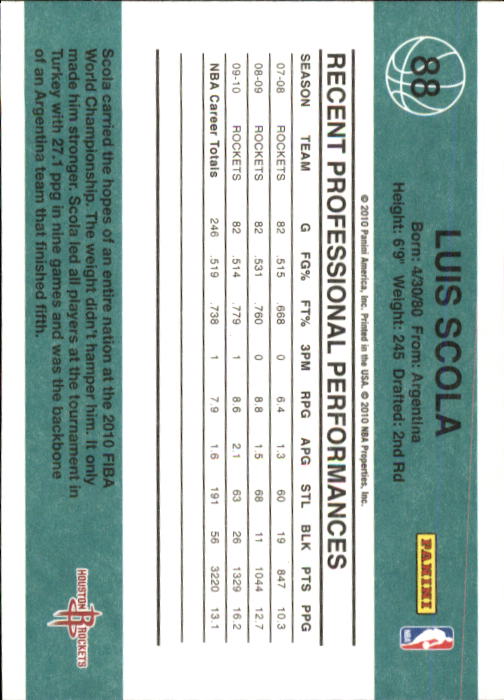 88
LUIS SCOLA
Born: 4/30/80 From: Argentina
Height: 6'9" Weight: 245 Drafted: 2nd Rd
PANINI
NBA
© 2010 Panini America, Inc. Printed in the USA. © 2010 NBA Properties, Inc.
RECENT PROFESSIONAL PERFORMANCES
SEASON TEAM G FG% FT% 3PM RPG APG STL BLK PTS PPG
07-08 ROCKETS 82 .515 .668 0 6.4 1.3 60 19 847 10.3
08-09 ROCKETS 82 .531 .760 0 8.8 1.5 68 11 1044 12.7
09-10 ROCKETS 82 .514 .779 1 8.6 2.1 63 26 1329 16.2
NBA Career Totals 246 .519 .738 1 7.9 1.6 191 56 3220 13.1
Scola carried the hopes of an entire nation at the 2010 FIBA
World Championship. The weight didn't hamper him. It only
made him stronger. Scola led all players at the tournament in
Turkey with 27.1 ppg in nine games and was the backbone
of an Argentina team that finished fifth.
HOUSTON ROCKETS